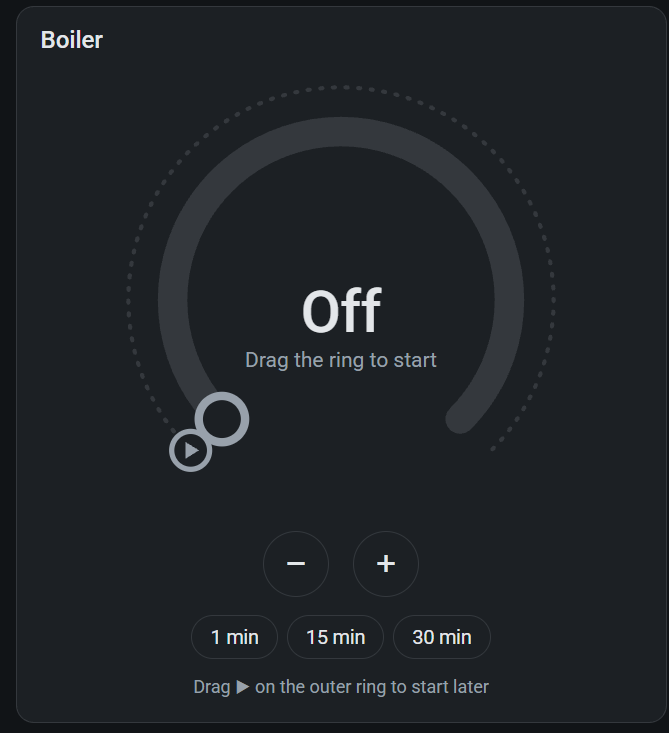 Boiler
Off
Drag the ring to start
− +
1 min 15 min 30 min
Drag ▶ on the outer ring to start later